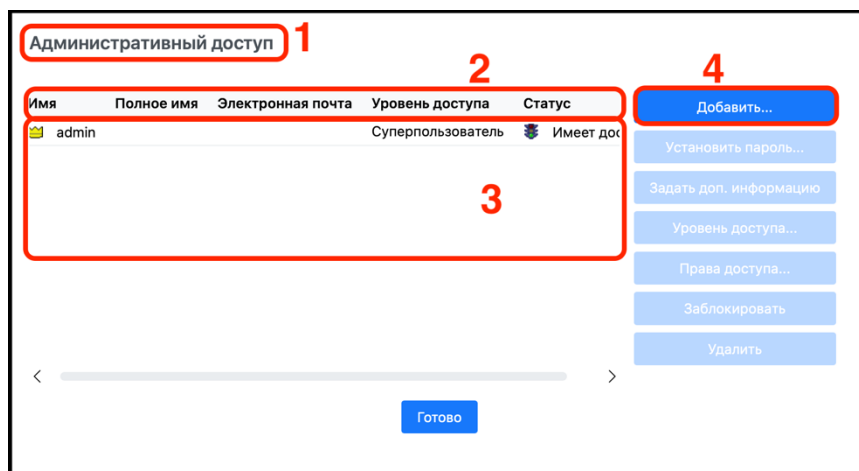 Административный доступ 1
2
4
Имя Полное имя Электронная почта Уровень доступа Статус
Добавить...
admin Суперпользователь Имеет дос
Установить пароль...
Задать доп. информацию
3
Уровень доступа...
Права доступа...
Заблокировать
Удалить
Готово